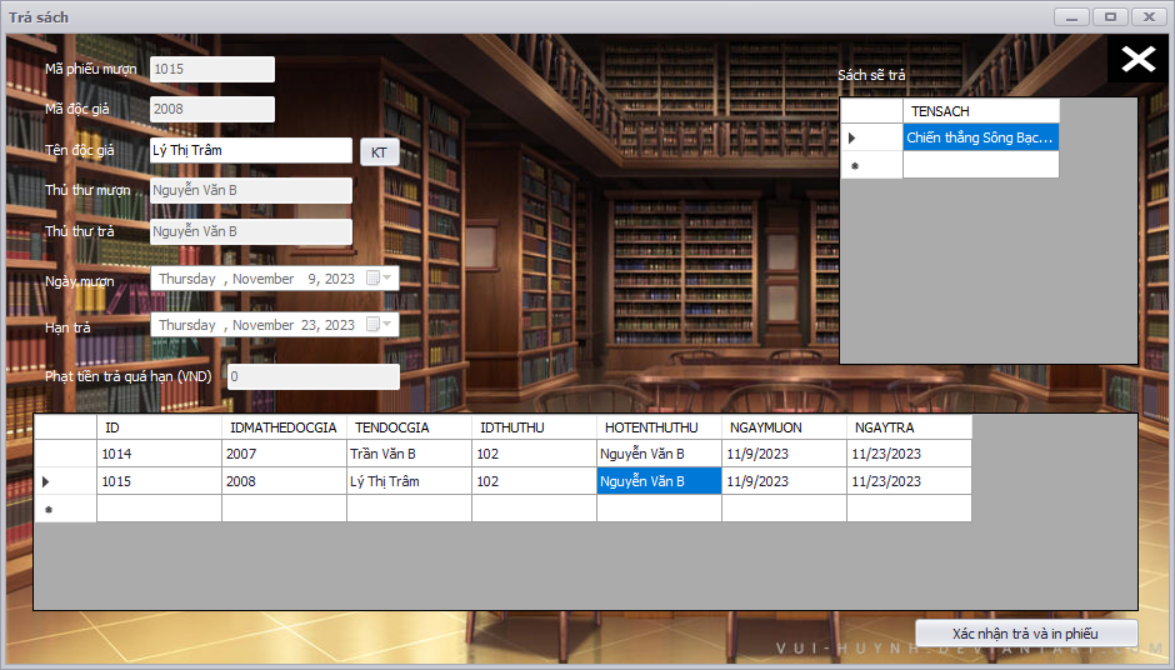 Trả sách
Mã phiếu mượn 1015
Sách sẽ trả
Mã độc giả 2008
TENSACH
Chiến thắng Sông Bạc...
Tên độc giả Lý Thị Trâm KT
Thủ thư mượn Nguyễn Văn B
Thủ thư trả Nguyễn Văn B
Ngày mượn Thursday , November 9, 2023
Hạn trả Thursday , November 23, 2023
Phạt tiền trả quá hạn (VND) 0
ID IDMATHEDOCGIA TENDOCGIA IDTHUTHU HOTENTHUTHU NGAYMUON NGAYTRA
1014 2007 Trần Văn B 102 Nguyễn Văn B 11/9/2023 11/23/2023
1015 2008 Lý Thị Trâm 102 Nguyễn Văn B 11/9/2023 11/23/2023
Xác nhận trả và in phiếu
VUI-HUYNH.DEVIANTART.COM